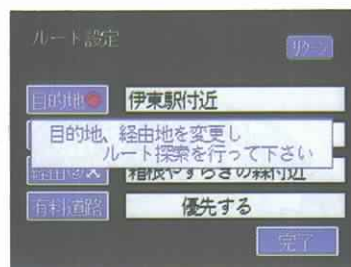 ルート設定
リターン
目的地 伊東駅付近
目的地、経由地を変更し
ルート探索を行って下さい
箱根やすらぎの森付近
有料道路 優先する
完了